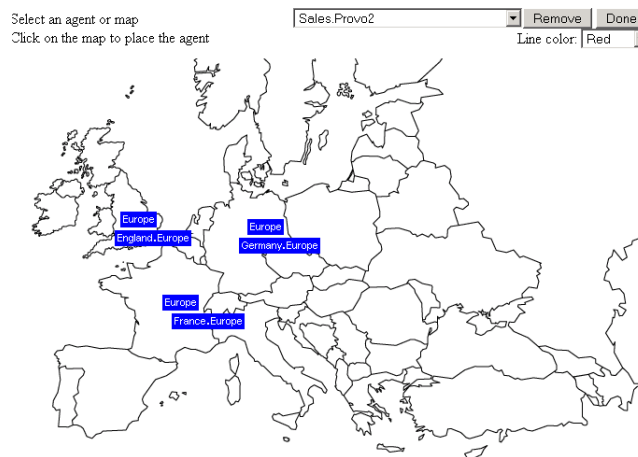 Select an agent or map
Sales.Provo2
Remove
Done
Click on the map to place the agent
Line color:
Red
Europe
England.Europe
Europe
Germany.Europe
Europe
France.Europe